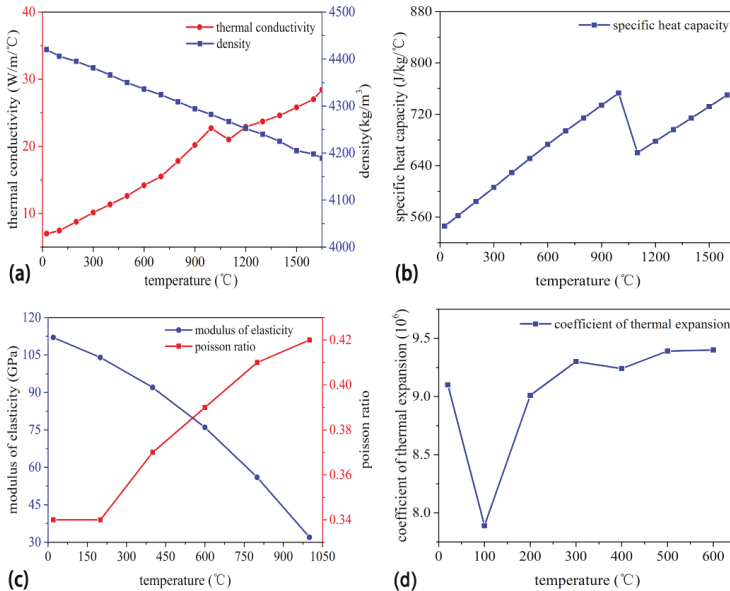 thermal conductivity
density
thermal conductivity (W/m/℃)
40
30
20
10
density(kg/m³)
4500
4400
4300
4200
4100
4000
0 300 600 900 1200 1500
temperature (℃)
(a)
specific heat capacity
specific heat capacity (J/kg/℃)
880
800
720
640
560
0 300 600 900 1200 1500
temperature (℃)
(b)
modulus of elasticity
poisson ratio
modulus of elasticity (GPa)
120
105
90
75
60
45
30
poisson ratio
0.42
0.40
0.38
0.36
0.34
0 150 300 450 600 750 900 1050
temperature (℃)
(c)
coefficient of thermal expansion
coefficient of thermal expansion (10⁶)
9.5
9.0
8.5
8.0
0 100 200 300 400 500 600
temperature (℃)
(d)